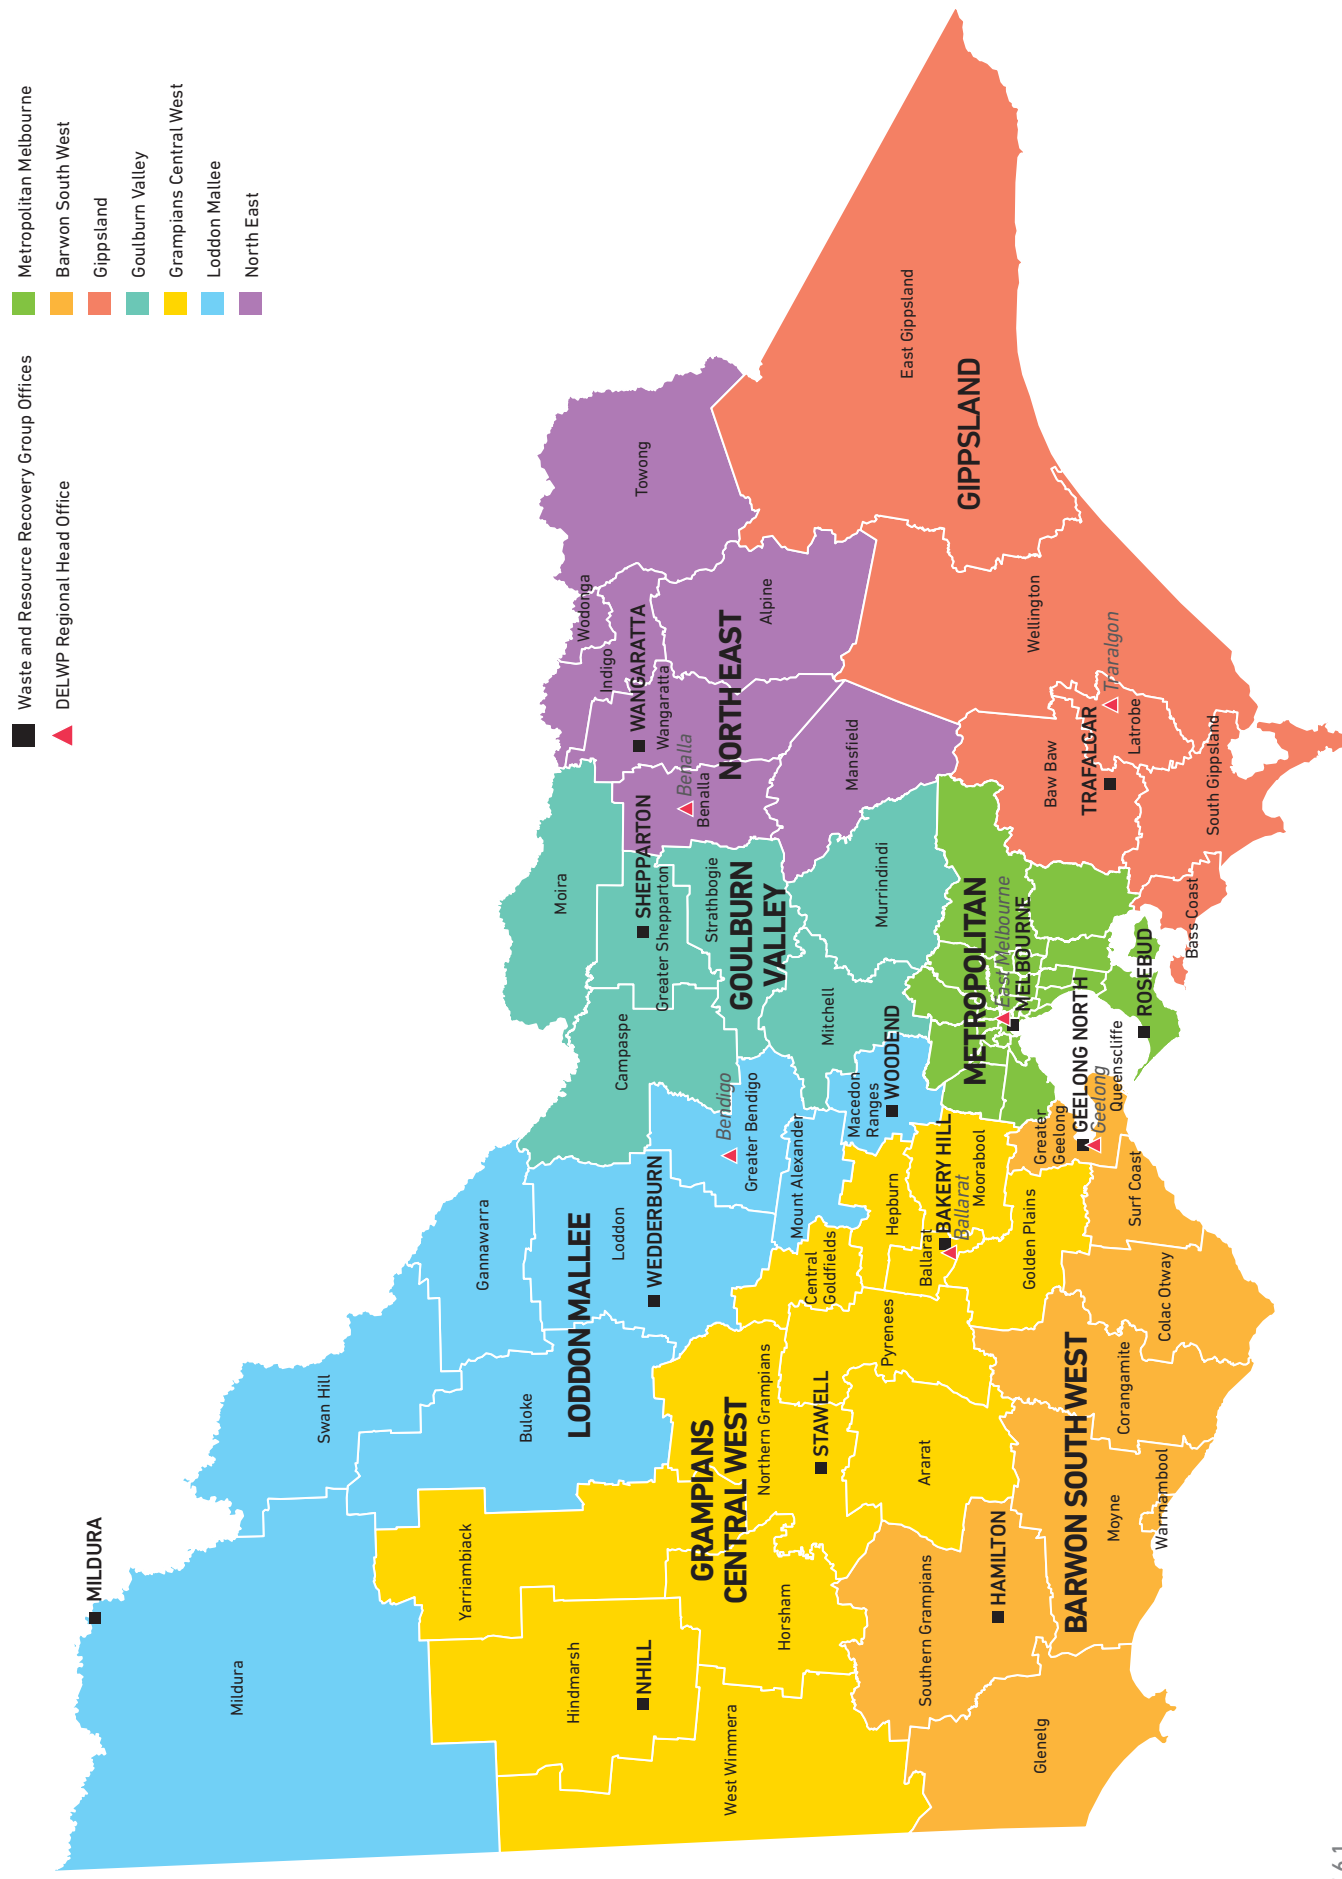 Waste and Resource Recovery Group Offices
DELWP Regional Head Office
Metropolitan Melbourne
Barwon South West
Gippsland
Goulburn Valley
Grampians Central West
Loddon Mallee
North East
MILDURA
Mildura
Swan Hill
Gannawarra
Buloke
LODDON MALLEE
Loddon
WEDDERBURN
Bendigo
Greater Bendigo
Mount Alexander
Macedon
Ranges
WOODEND
Yarriambiack
Hindmarsh
NHILL
West Wimmera
Horsham
GRAMPIANS
CENTRAL WEST
Northern Grampians
STAWELL
Ararat
Pyrenees
Central
Goldfields
Hepburn
Ballarat
BAKERY HILL
Ballarat
Moorabool
Golden Plains
Moira
Campaspe
SHEPPARTON
Greater Shepparton
Strathbogie
GOULBURN
VALLEY
Mitchell
Murrindindi
Towong
Wodonga
Indigo
WANGARATTA
Wangaratta
Benalla
Benalla
NORTH EAST
Alpine
Mansfield
East Gippsland
GIPPSLAND
Wellington
Traralgon
Latrobe
TRAFALGAR
Baw Baw
South Gippsland
Bass Coast
METROPOLITAN
East Melbourne
MELBOURNE
ROSEBUD
GEELONG NORTH
Geelong
Queenscliffe
Greater
Geelong
Surf Coast
Colac Otway
Corangamite
BARWON SOUTH WEST
Moyne
Warrnambool
HAMILTON
Southern Grampians
Glenelg
61